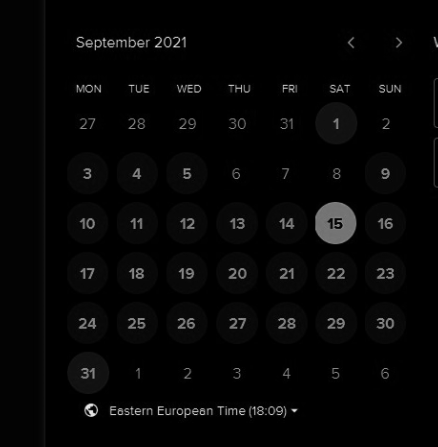 September 2021
MON TUE WED THU FRI SAT SUN
27 28 29 30 31 1 2
3 4 5 6 7 8 9
10 11 12 13 14 15 16
17 18 19 20 21 22 23
24 25 26 27 28 29 30
31 1 2 3 4 5 6
Eastern European Time (18:09)